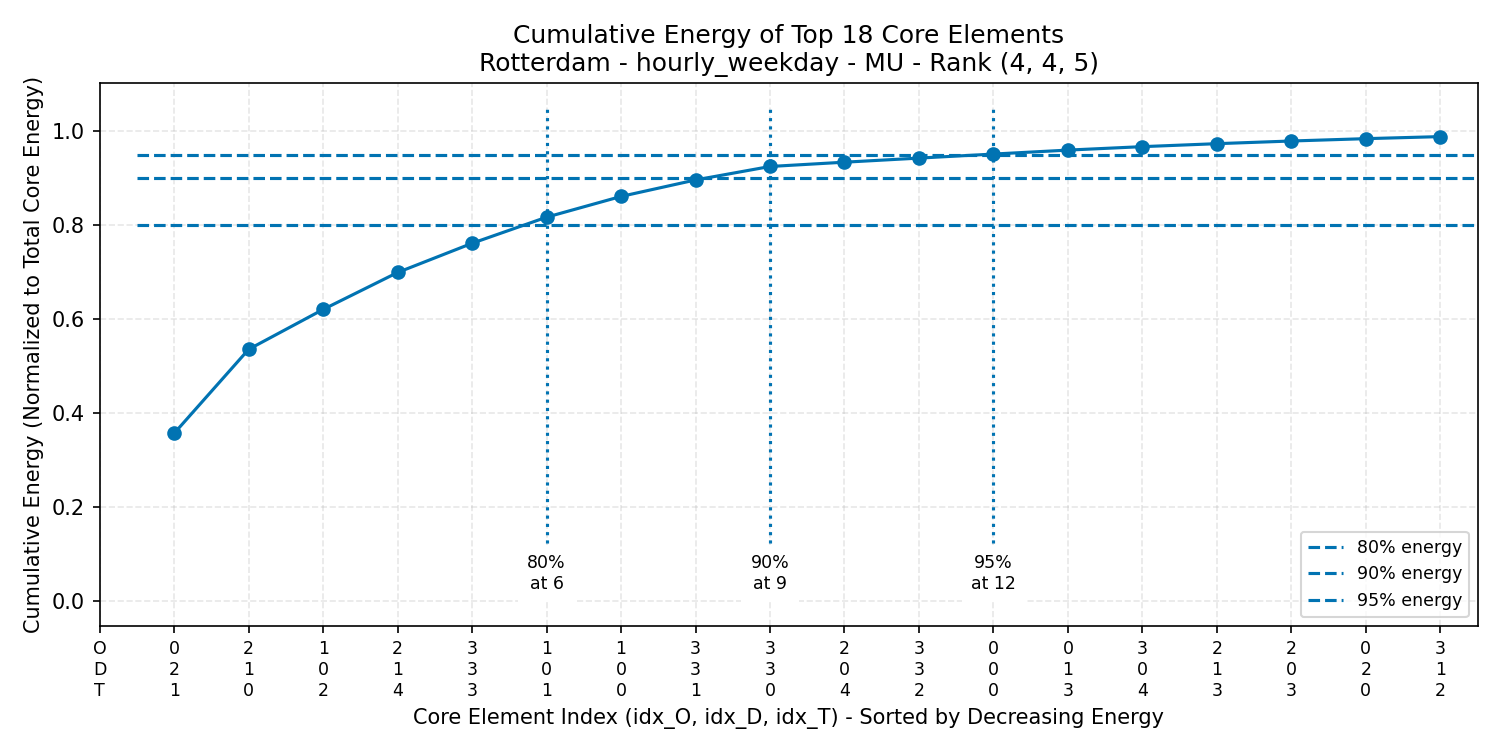 Cumulative Energy of Top 18 Core Elements
Rotterdam - hourly_weekday - MU - Rank (4, 4, 5)
Cumulative Energy (Normalized to Total Core Energy)
1.0
0.8
0.6
0.4
0.2
0.0
80%
at 6
90%
at 9
95%
at 12
80% energy
90% energy
95% energy
O 0 2 1 2 3 1 1 3 3 2 3 0 0 3 2 2 0 3
D 2 1 0 1 3 0 0 3 3 0 3 0 1 0 1 0 2 1
T 1 0 2 4 3 1 0 1 0 4 2 0 3 4 3 3 0 2
Core Element Index (idx_O, idx_D, idx_T) - Sorted by Decreasing Energy